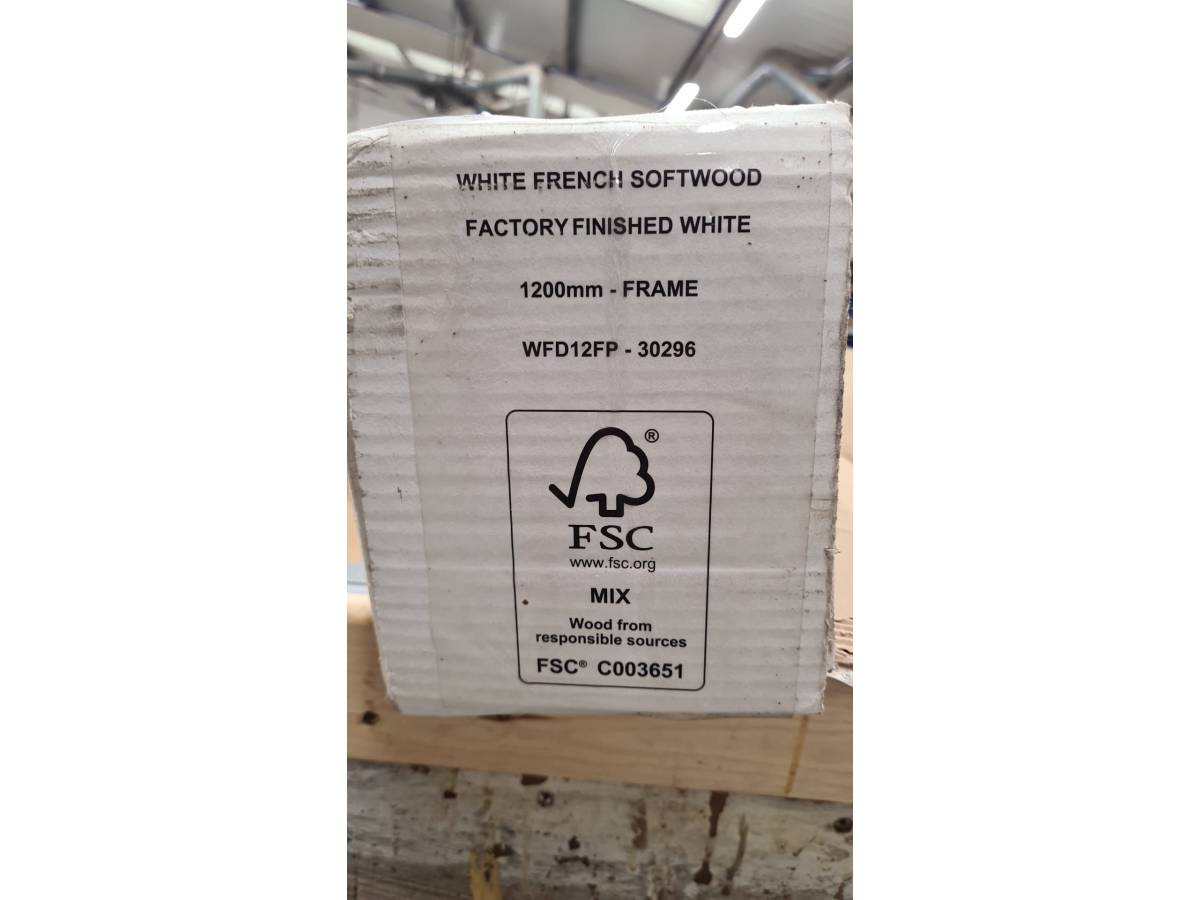 WHITE FRENCH SOFTWOOD
FACTORY FINISHED WHITE
1200mm - FRAME
WFD12FP - 30296
®
FSC
www.fsc.org
MIX
Wood from
responsible sources
FSC® C003651